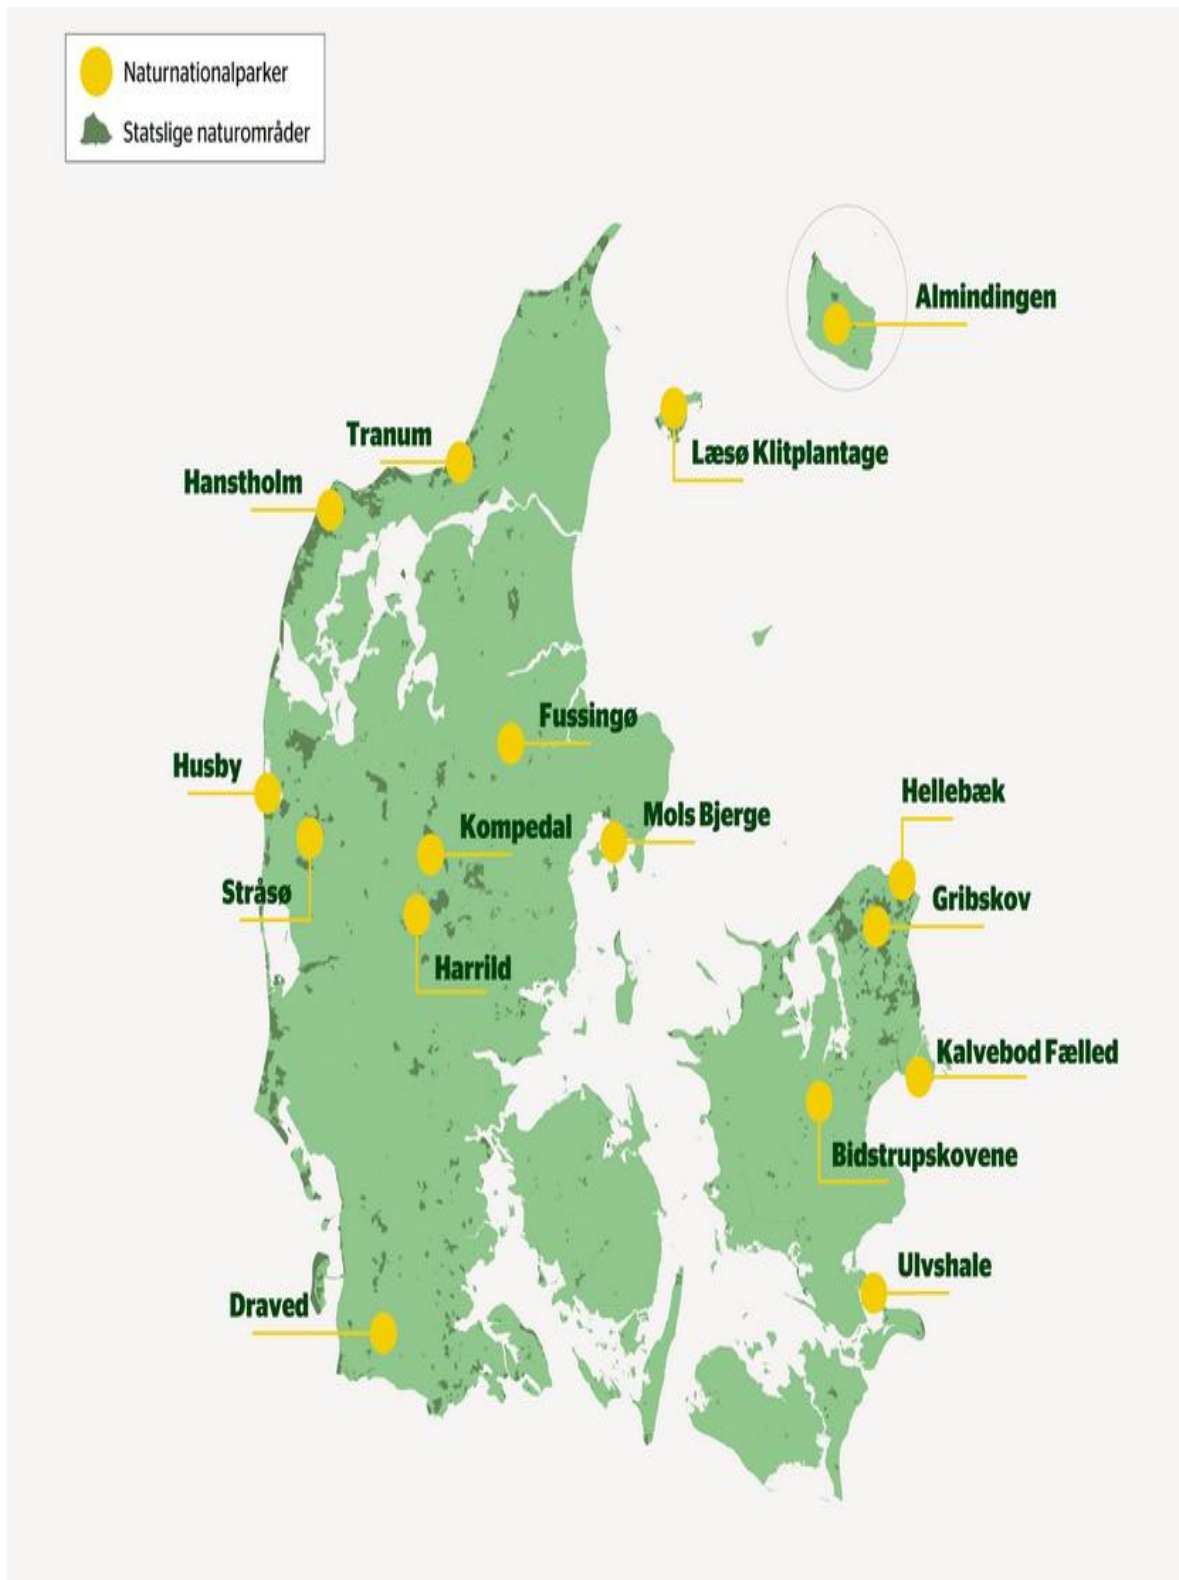 Naturnationalparker
Statslige naturområder
Almindingen
Tranum
Læsø Klitplantage
Hanstholm
Fussingø
Husby
Hellebæk
Mols Bjerge
Kompedal
Stråsø
Gribskov
Harrild
Kalvebod Fælled
Bidstrupskovene
Ulvshale
Draved